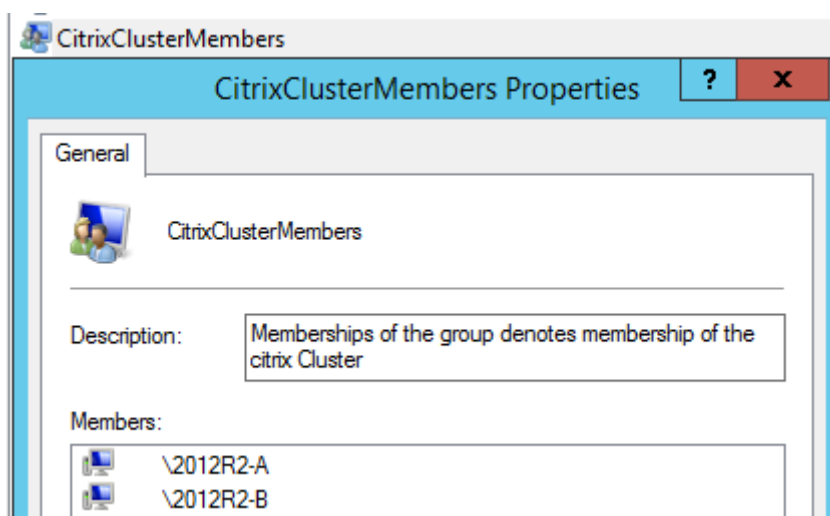 CitrixClusterMembers
CitrixClusterMembers Properties
?
x
General
CitrixClusterMembers
Description:
Memberships of the group denotes membership of the
citrix Cluster
Members:
\2012R2-A
\2012R2-B